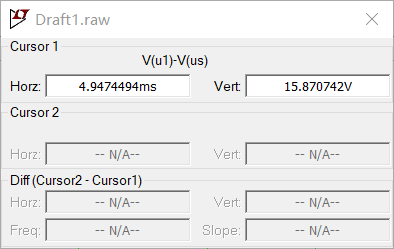 Draft1.raw
Cursor 1
V(u1)-V(us)
Horz: 4.9474494ms Vert: 15.870742V
Cursor 2
Horz: -- N/A-- Vert: -- N/A--
Diff (Cursor2 - Cursor1)
Horz: -- N/A-- Vert: -- N/A--
Freq: -- N/A-- Slope: -- N/A--